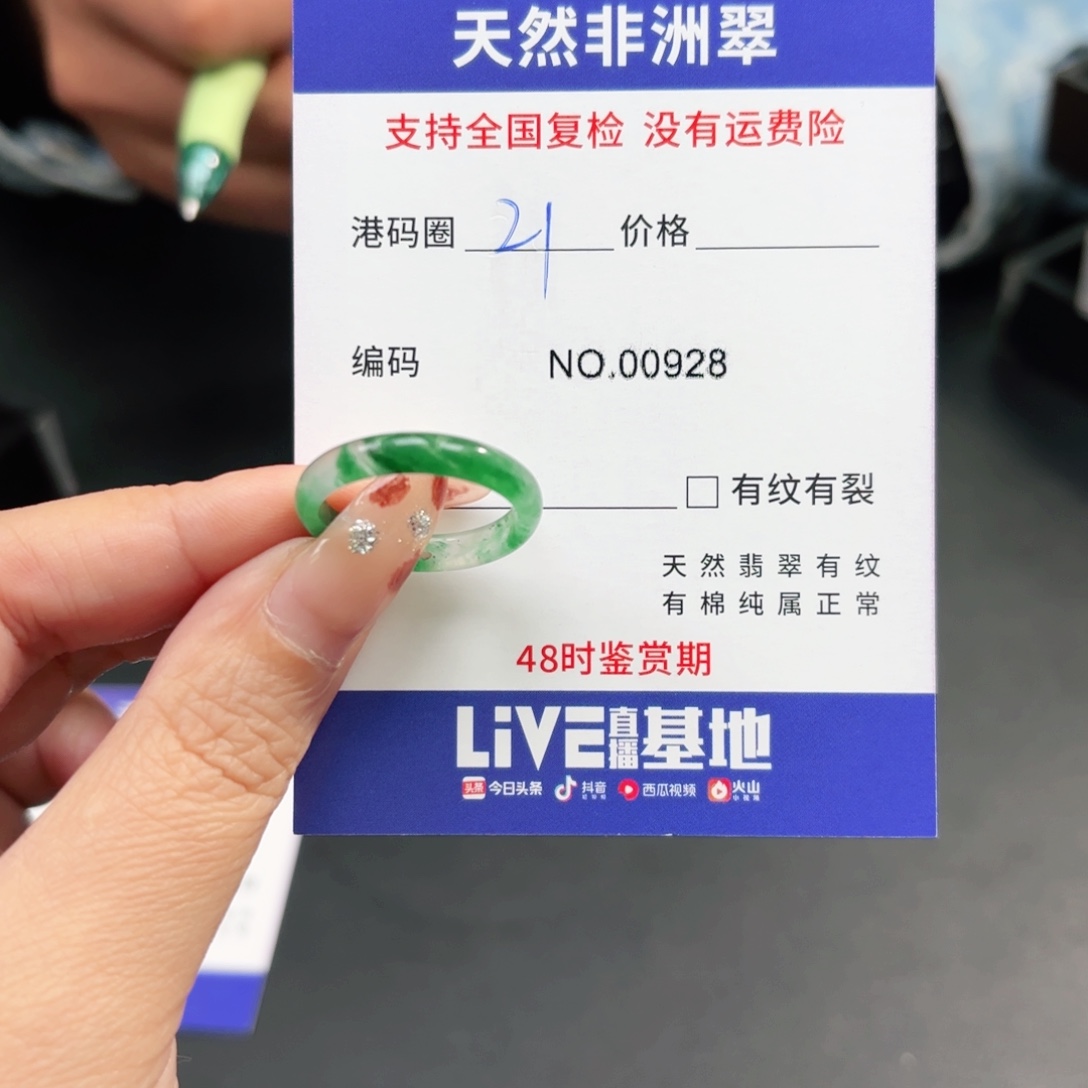 天然非洲翠
支持全国复检 没有运费险
港码圈 21 价格
编码 NO.00928
有纹有裂
天然翡翠有纹
有棉纯属正常
48时鉴赏期
LiVE直播基地
头条 今日头条 抖音 西瓜视频 火山